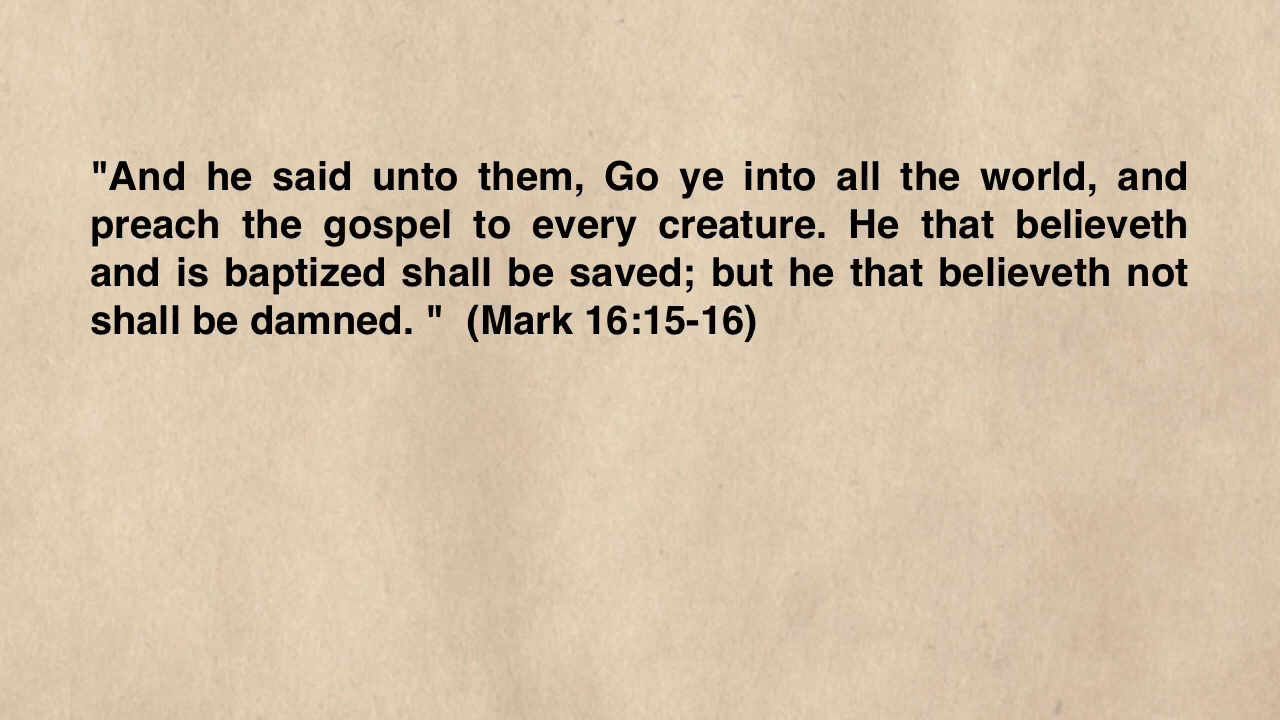 "And he said unto them, Go ye into all the world, and
preach the gospel to every creature. He that believeth
and is baptized shall be saved; but he that believeth not
shall be damned. "  (Mark 16:15-16)